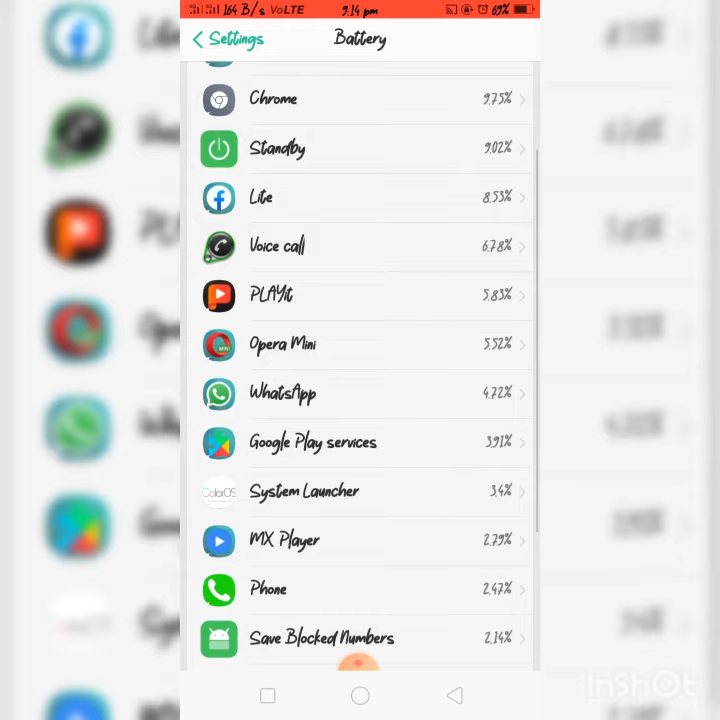 164 B/s VoLTE 9:14 pm 69%
Settings Battery
Chrome 9.75%
Standby 9.02%
Lite 8.53%
Voice call 6.78%
PLAYit 5.83%
Opera Mini 5.52%
WhatsApp 4.72%
Google Play services 3.91%
ColorOS System Launcher 3.4%
MX Player 2.79%
Phone 2.47%
Save Blocked Numbers 2.14%
InShOt